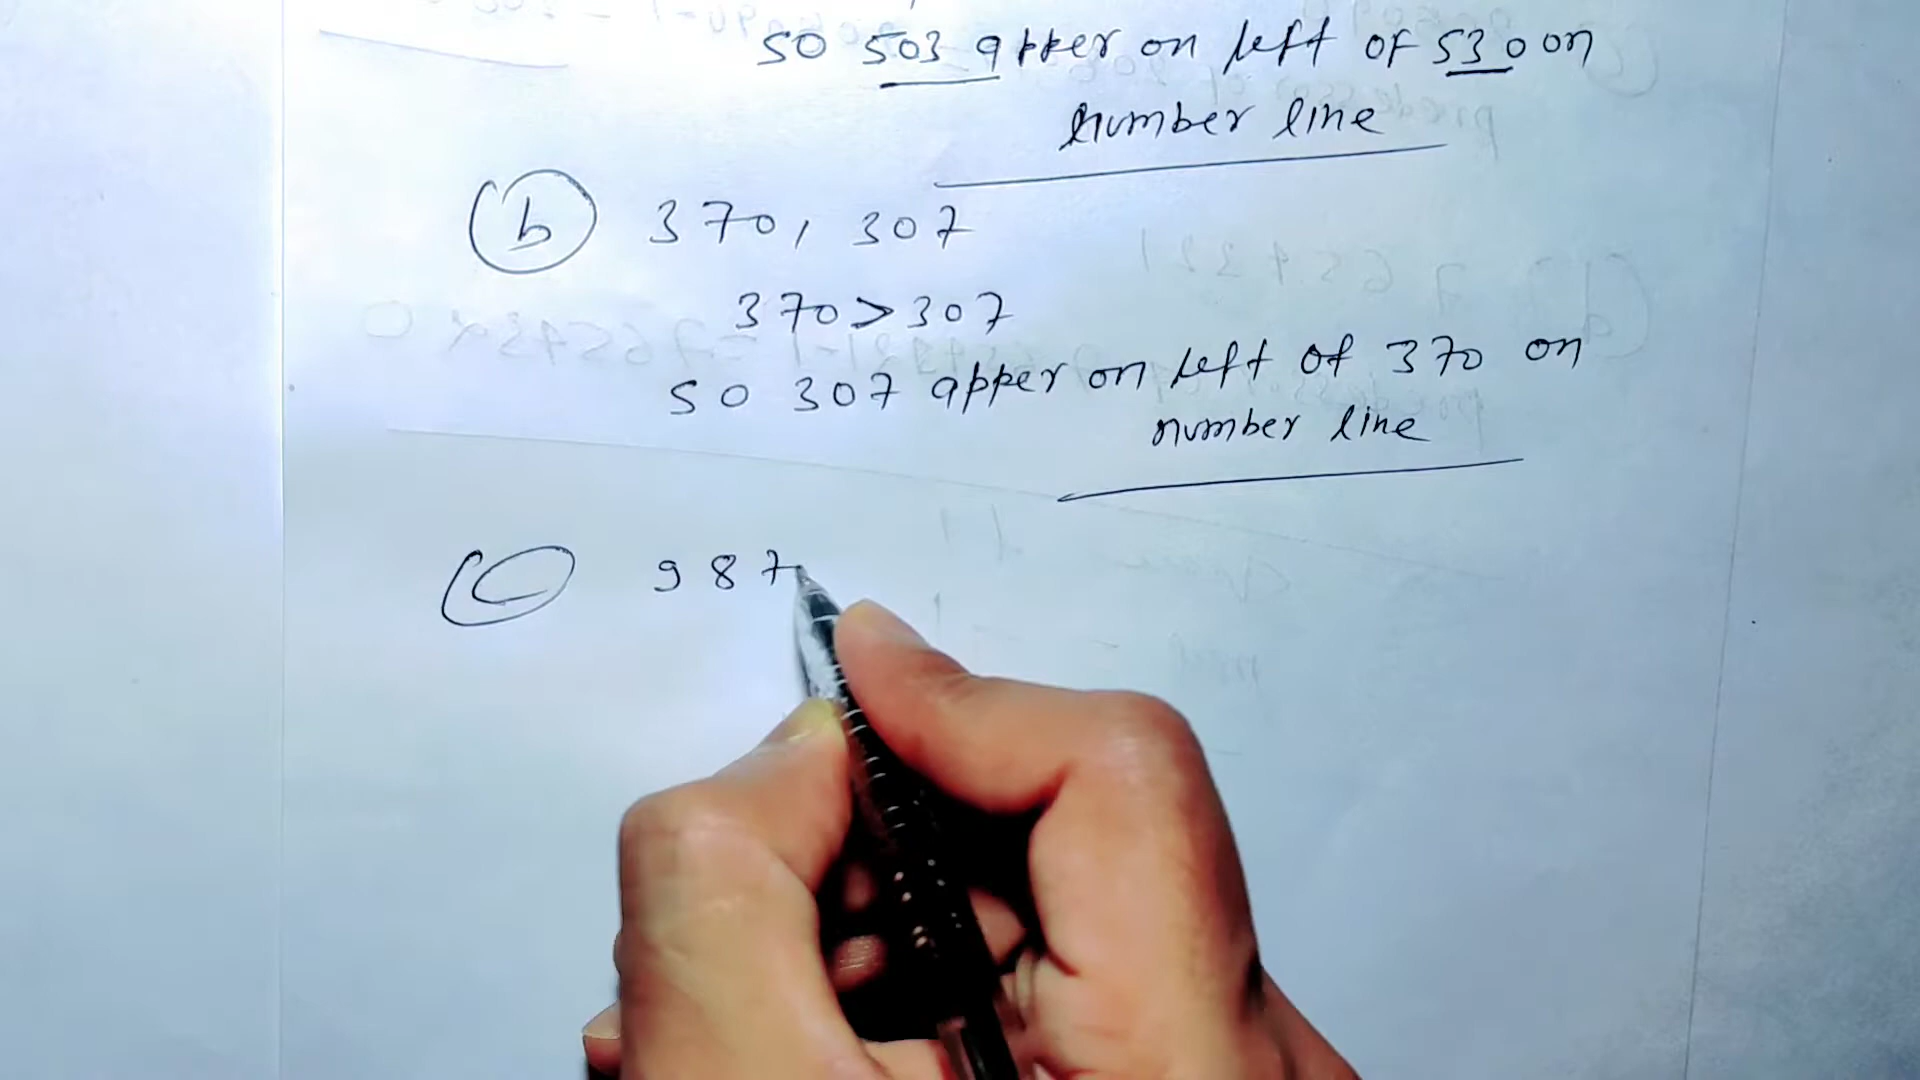 so 503 apper on left of 530 on
number line
(b) 370, 307
370 > 307
so 307 apper on left of 370 on
number line
(c) 987